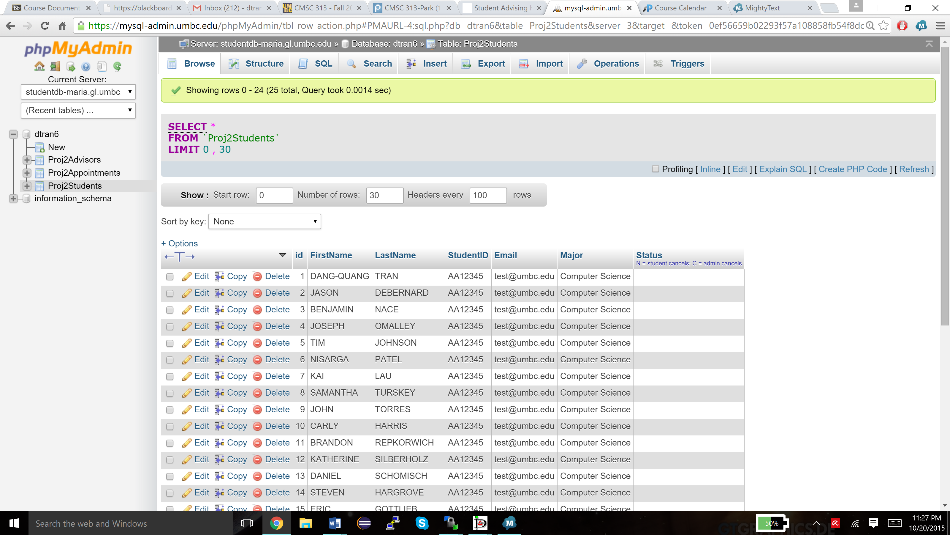 Course Document
https://blackboard
Inbox (212) - dtran
CMSC 313 - Fall 20
CMSC 313-Park (1
Student Advising
mysql-admin.umbc
Course Calendar
MightyText
https://mysql-admin.umbc.edu/phpMyAdmin/tbl_row_action.php#PMAURL-4:sql.php?db=dtran6&table=Proj2Students&server=3&target=&token=0ef56659b02293f57a108858fb54f8dc
phpMyAdmin
Current Server:
studentdb-maria.gl.umbc
(Recent tables) ...
dtran6
New
Proj2Advisors
Proj2Appointments
Proj2Students
information_schema
Server: studentdb-maria.gl.umbc.edu » Database: dtran6 » Table: Proj2Students
Browse Structure SQL Search Insert Export Import Operations Triggers
Showing rows 0 - 24 (25 total, Query took 0.0014 sec)
SELECT *
FROM `Proj2Students`
LIMIT 0 , 30
Profiling [ Inline ] [ Edit ] [ Explain SQL ] [ Create PHP Code ] [ Refresh ]
Show : Start row: 0 Number of rows: 30 Headers every 100 rows
Sort by key: None
+ Options
←T→ id FirstName LastName StudentID Email Major Status
N = student cancels, C = admin cancels
Edit Copy Delete 1 DANG-QUANG TRAN AA12345 test@umbc.edu Computer Science
Edit Copy Delete 2 JASON DEBERNARD AA12345 test@umbc.edu Computer Science
Edit Copy Delete 3 BENJAMIN NACE AA12345 test@umbc.edu Computer Science
Edit Copy Delete 4 JOSEPH OMALLEY AA12345 test@umbc.edu Computer Science
Edit Copy Delete 5 TIM JOHNSON AA12345 test@umbc.edu Computer Science
Edit Copy Delete 6 NISARGA PATEL AA12345 test@umbc.edu Computer Science
Edit Copy Delete 7 KAI LAU AA12345 test@umbc.edu Computer Science
Edit Copy Delete 8 SAMANTHA TURSKEY AA12345 test@umbc.edu Computer Science
Edit Copy Delete 9 JOHN TORRES AA12345 test@umbc.edu Computer Science
Edit Copy Delete 10 CARLY HARRIS AA12345 test@umbc.edu Computer Science
Edit Copy Delete 11 BRANDON REPKORWICH AA12345 test@umbc.edu Computer Science
Edit Copy Delete 12 KATHERINE SILBERHOLZ AA12345 test@umbc.edu Computer Science
Edit Copy Delete 13 DANIEL SCHOMISCH AA12345 test@umbc.edu Computer Science
Edit Copy Delete 14 STEVEN HARGROVE AA12345 test@umbc.edu Computer Science
Edit Copy Delete 15 ERIC GOTTLEL AA12345 test@umbc.edu Computer Science
Search the web and Windows
90%
11:27 PM
10/20/2015